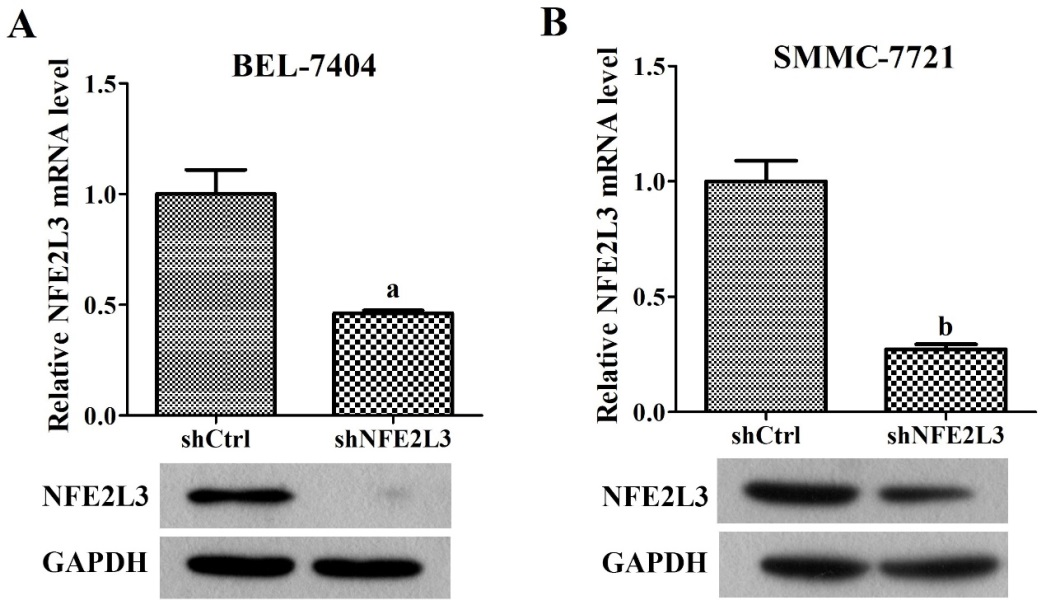 A
BEL-7404
Relative NFE2L3 mRNA level
1.5
1.0
0.5
0.0
a
shCtrl
shNFE2L3
NFE2L3
GAPDH
B
SMMC-7721
Relative NFE2L3 mRNA level
1.5
1.0
0.5
0.0
b
shCtrl
shNFE2L3
NFE2L3
GAPDH